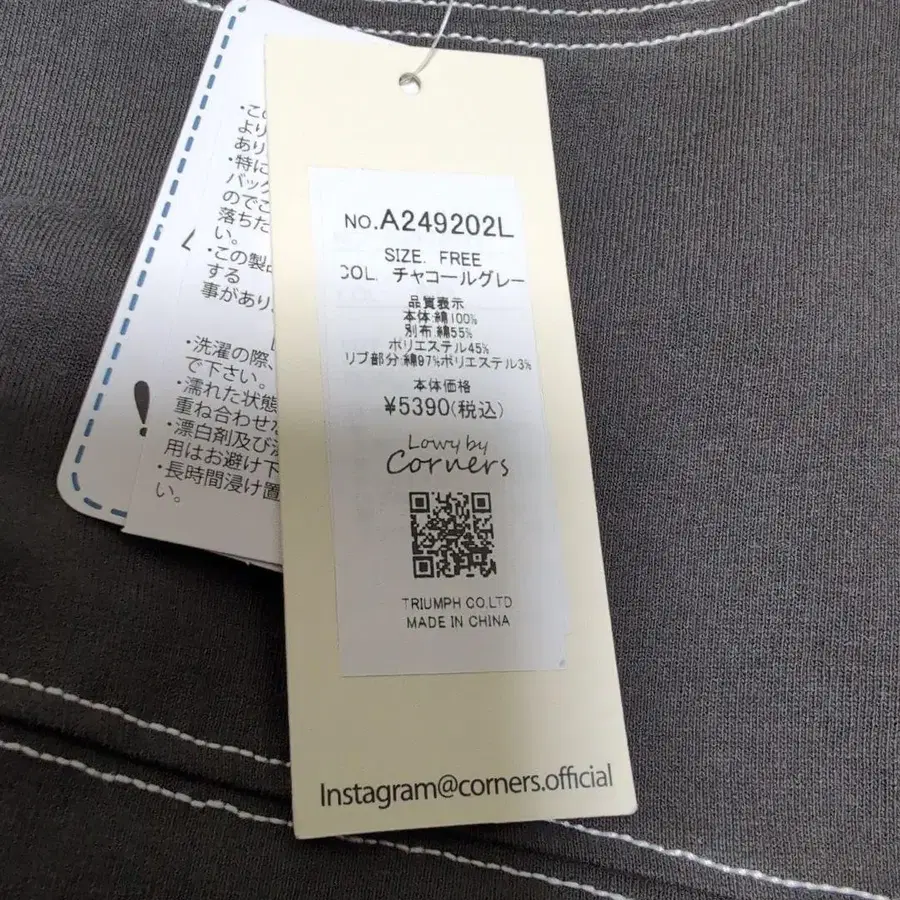 ・この
より
あり
・特に
バック
のでこ
落ちた
い。
・この製品
する
事があり
・洗濯の際、
で下さい。
・濡れた状態
重ね合わせな
・漂白剤及び
用はお避け下
・長時間浸け置
い。
NO.A249202L
SIZE. FREE
COL. チャコールグレー
品質表示
本体:綿100%
別布:綿55%
ポリエステル45%
リブ部分:綿97%ポリエステル3%
本体価格
¥5390(税込)
Lowy by
Corners
TRIUMPH CO.LTD
MADE IN CHINA
Instagram@corners.official